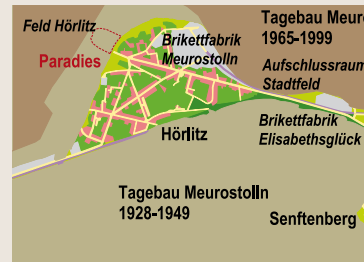 Feld Hörlitz
Paradies
Brikettfabrik
Meurostolln
Tagebau Meuro
1965-1999
Aufschlussraum
Stadtfeld
Brikettfabrik
Elisabethsglück
Hörlitz
Tagebau Meurostolln
1928-1949
Senftenberg